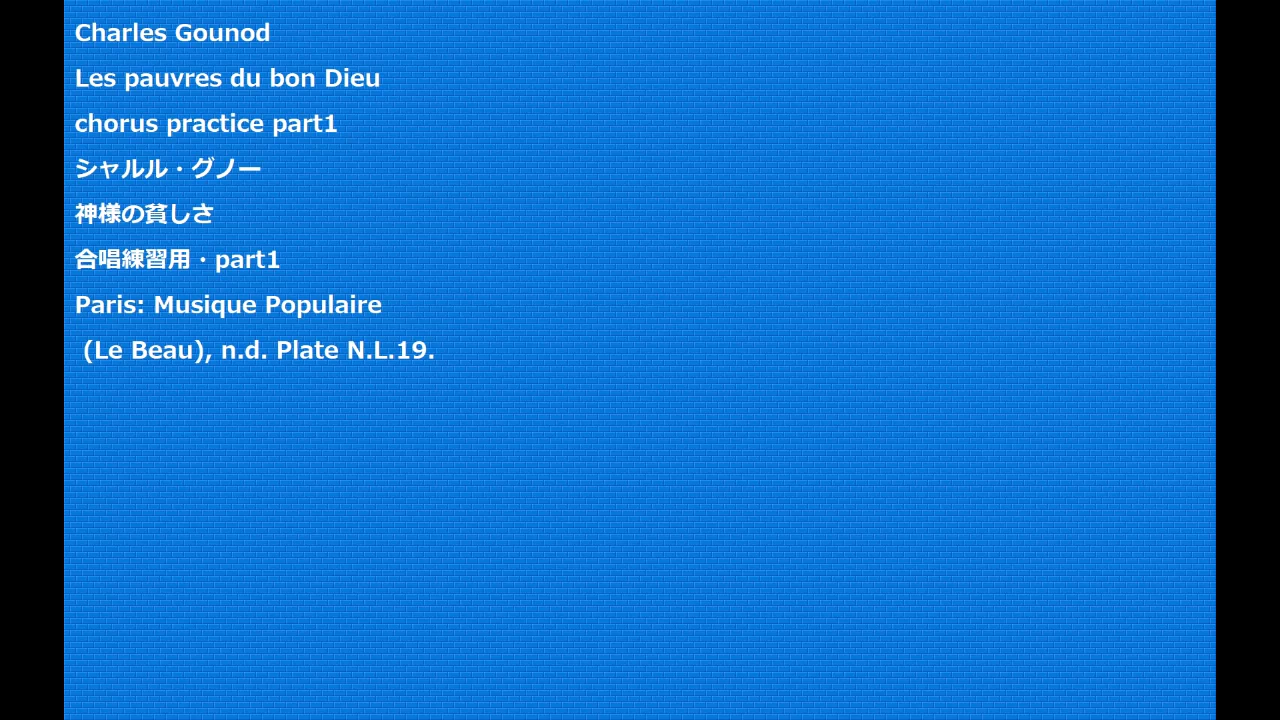 Charles Gounod
Les pauvres du bon Dieu
chorus practice part1
シャルル・グノー
神様の貧しさ
合唱練習用・part1
Paris: Musique Populaire
(Le Beau), n.d. Plate N.L.19.